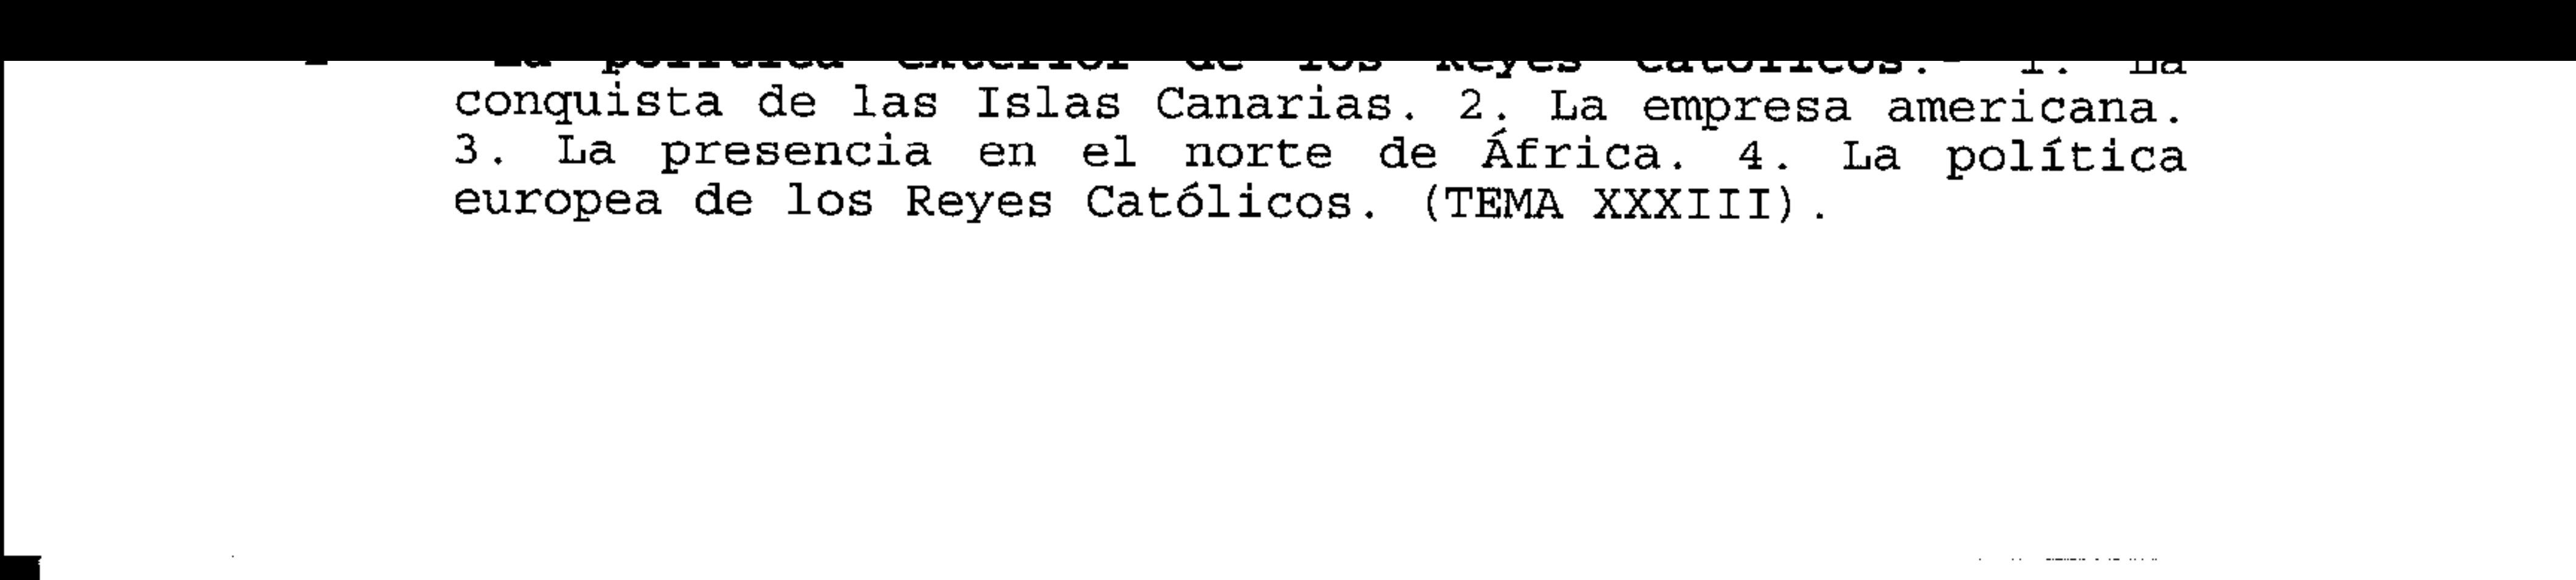 La política exterior de los Reyes Católicos.- 1. La
conquista de las Islas Canarias. 2. La empresa americana.
3. La presencia en el norte de África. 4. La política
europea de los Reyes Católicos. (TEMA XXXIII).